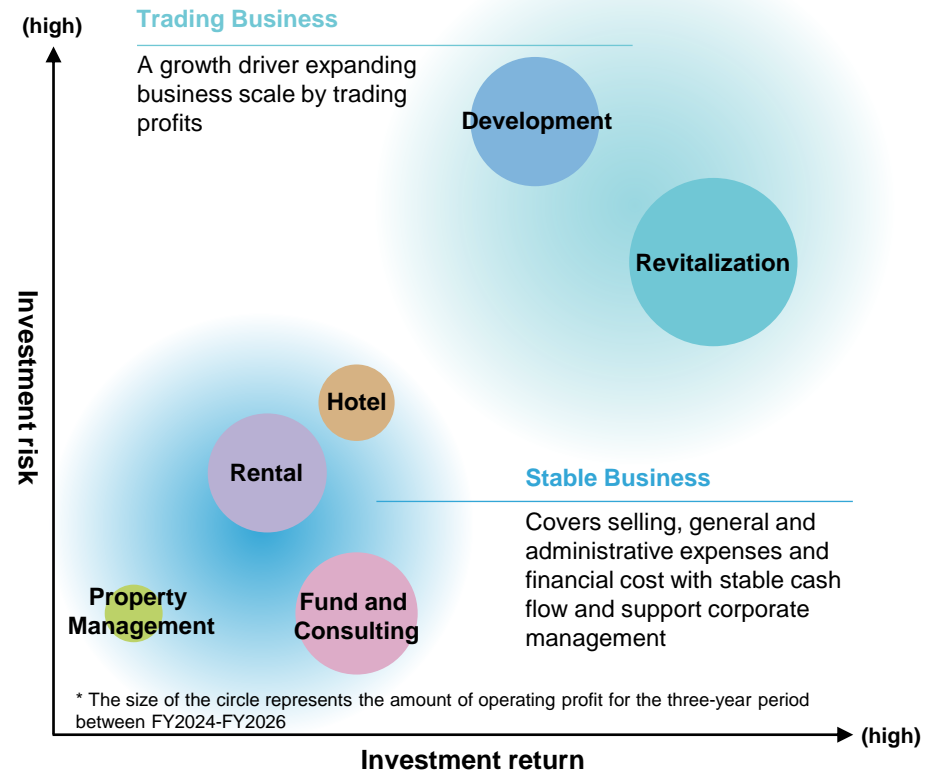 (high)
Trading Business
A growth driver expanding
business scale by trading
profits
Development
Revitalization
Investment risk
Hotel
Rental
Stable Business
Covers selling, general and
administrative expenses and
financial cost with stable cash
flow and support corporate
management
Property
Management
Fund and
Consulting
* The size of the circle represents the amount of operating profit for the three-year period
between FY2024-FY2026
(high)
Investment return